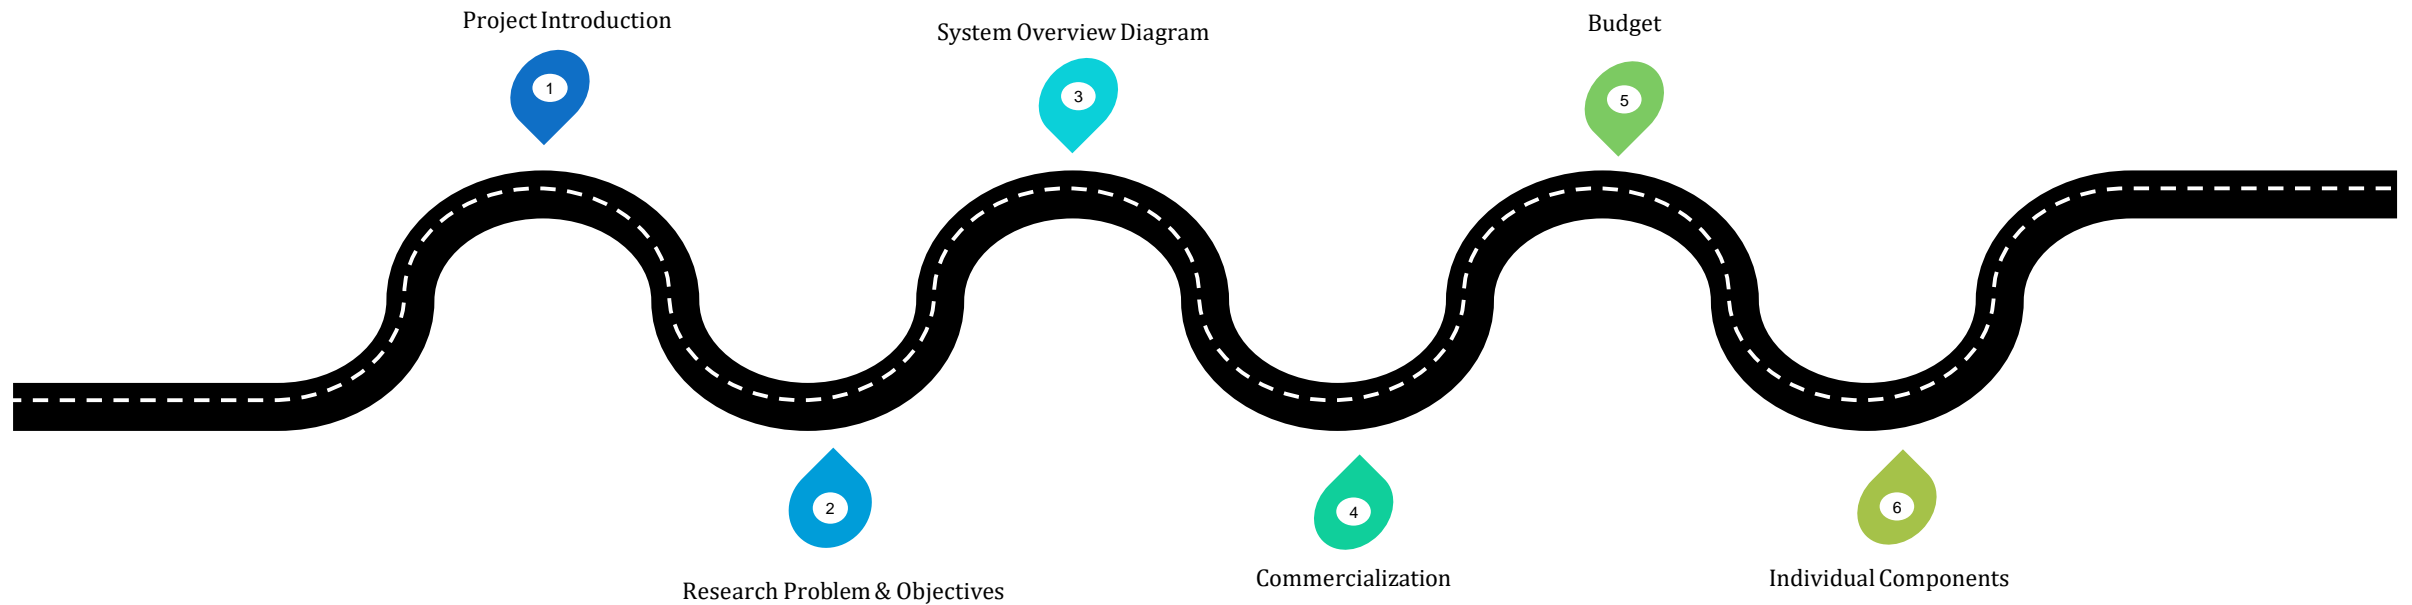 Project Introduction
1
Research Problem & Objectives
2
System Overview Diagram
3
Commercialization
4
Budget
5
Individual Components
6